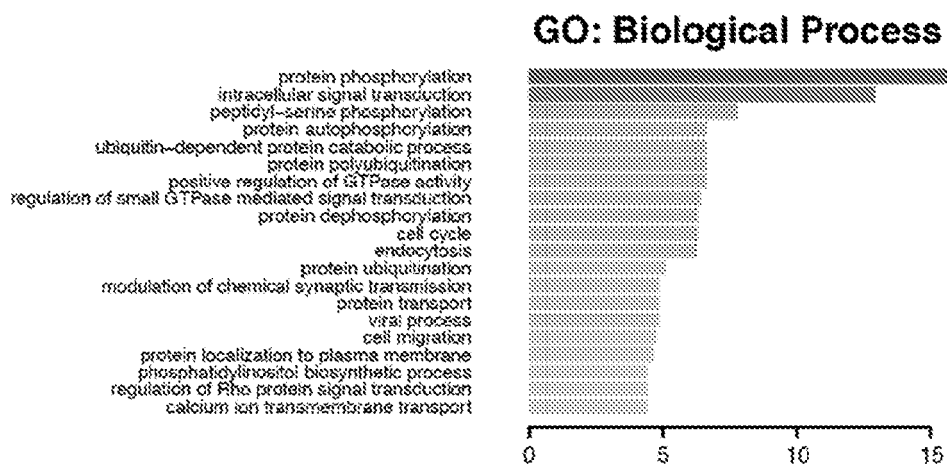 GO: Biological Process
protein phosphorylation
intracellular signal transduction
peptidyl-serine phosphorylation
protein autophosphorylation
ubiquitin-dependent protein catabolic process
protein polyubiquitination
positive regulation of GTPase activity
regulation of small GTPase mediated signal transduction
protein dephosphorylation
cell cycle
endocytosis
protein ubiquitination
modulation of chemical synaptic transmission
protein transport
viral process
cell migration
protein localization to plasma membrane
phosphatidylinositol biosynthetic process
regulation of Rho protein signal transduction
calcium ion transmembrane transport
0 5 10 15